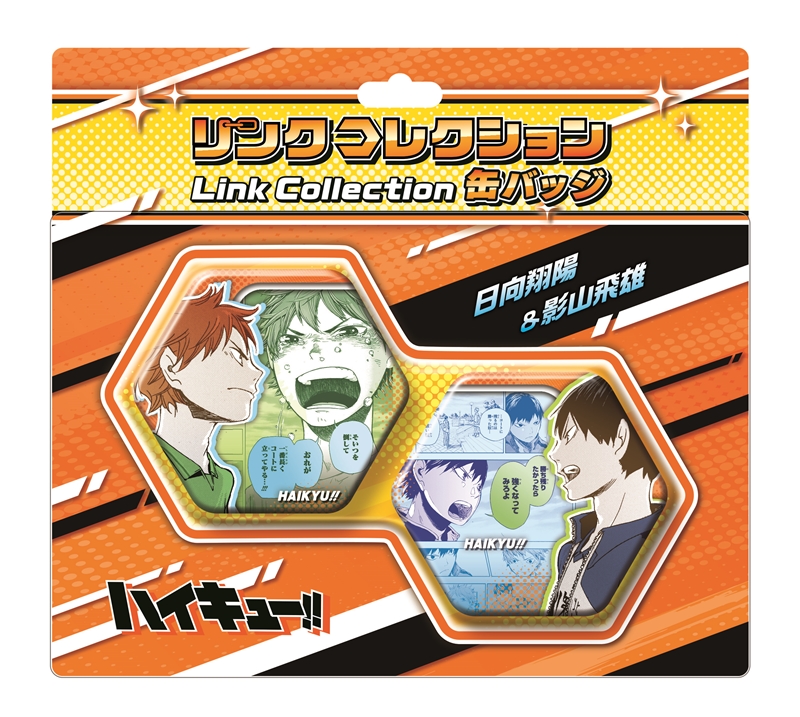 リンクコレクション
Link Collection 缶バッジ
日向翔陽
&影山飛雄
そいつを
倒して
おれが
一番長く
コートに
立ってやる…!!
HAIKYU!!
勝ち残り
たかったら
強くなって
みろよ
HAIKYU!!
ハイキュー!!